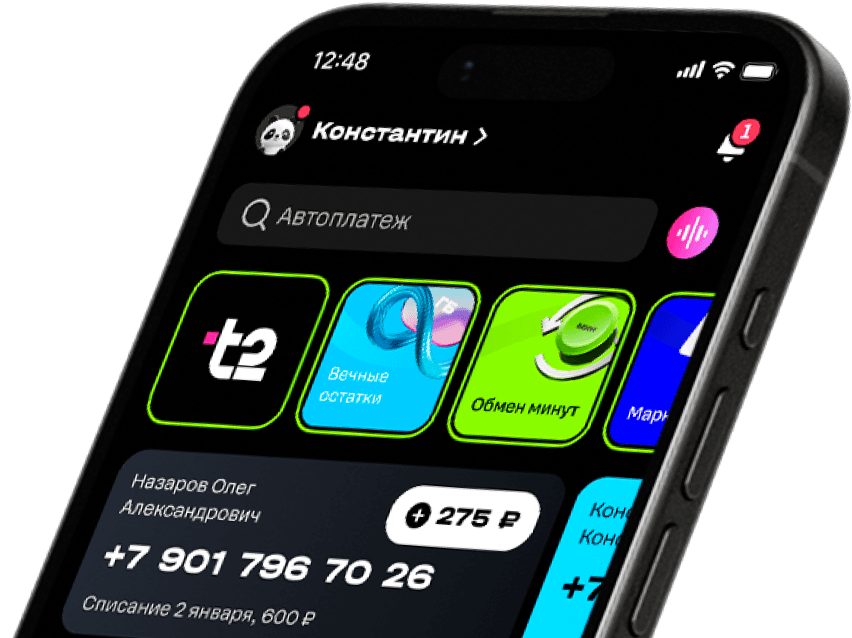 12:48
Константин
1
Автоплатеж
t2
ГБ
Вечные
остатки
мин
Обмен минут
Назаров Олег
Александрович
275 ₽
+7 901 796 70 26
Списание 2 января, 600 ₽
+7